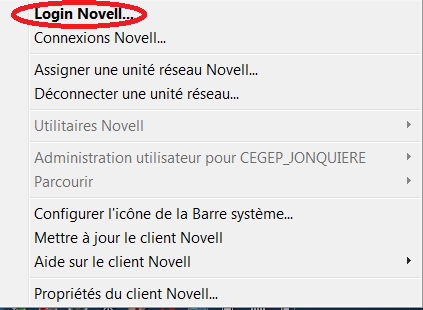 Login Novell...
Connexions Novell...
Assigner une unité réseau Novell...
Déconnecter une unité réseau...
Utilitaires Novell
Administration utilisateur pour CEGEP_JONQUIERE
Parcourir
Configurer l'icône de la Barre système...
Mettre à jour le client Novell
Aide sur le client Novell
Propriétés du client Novell...